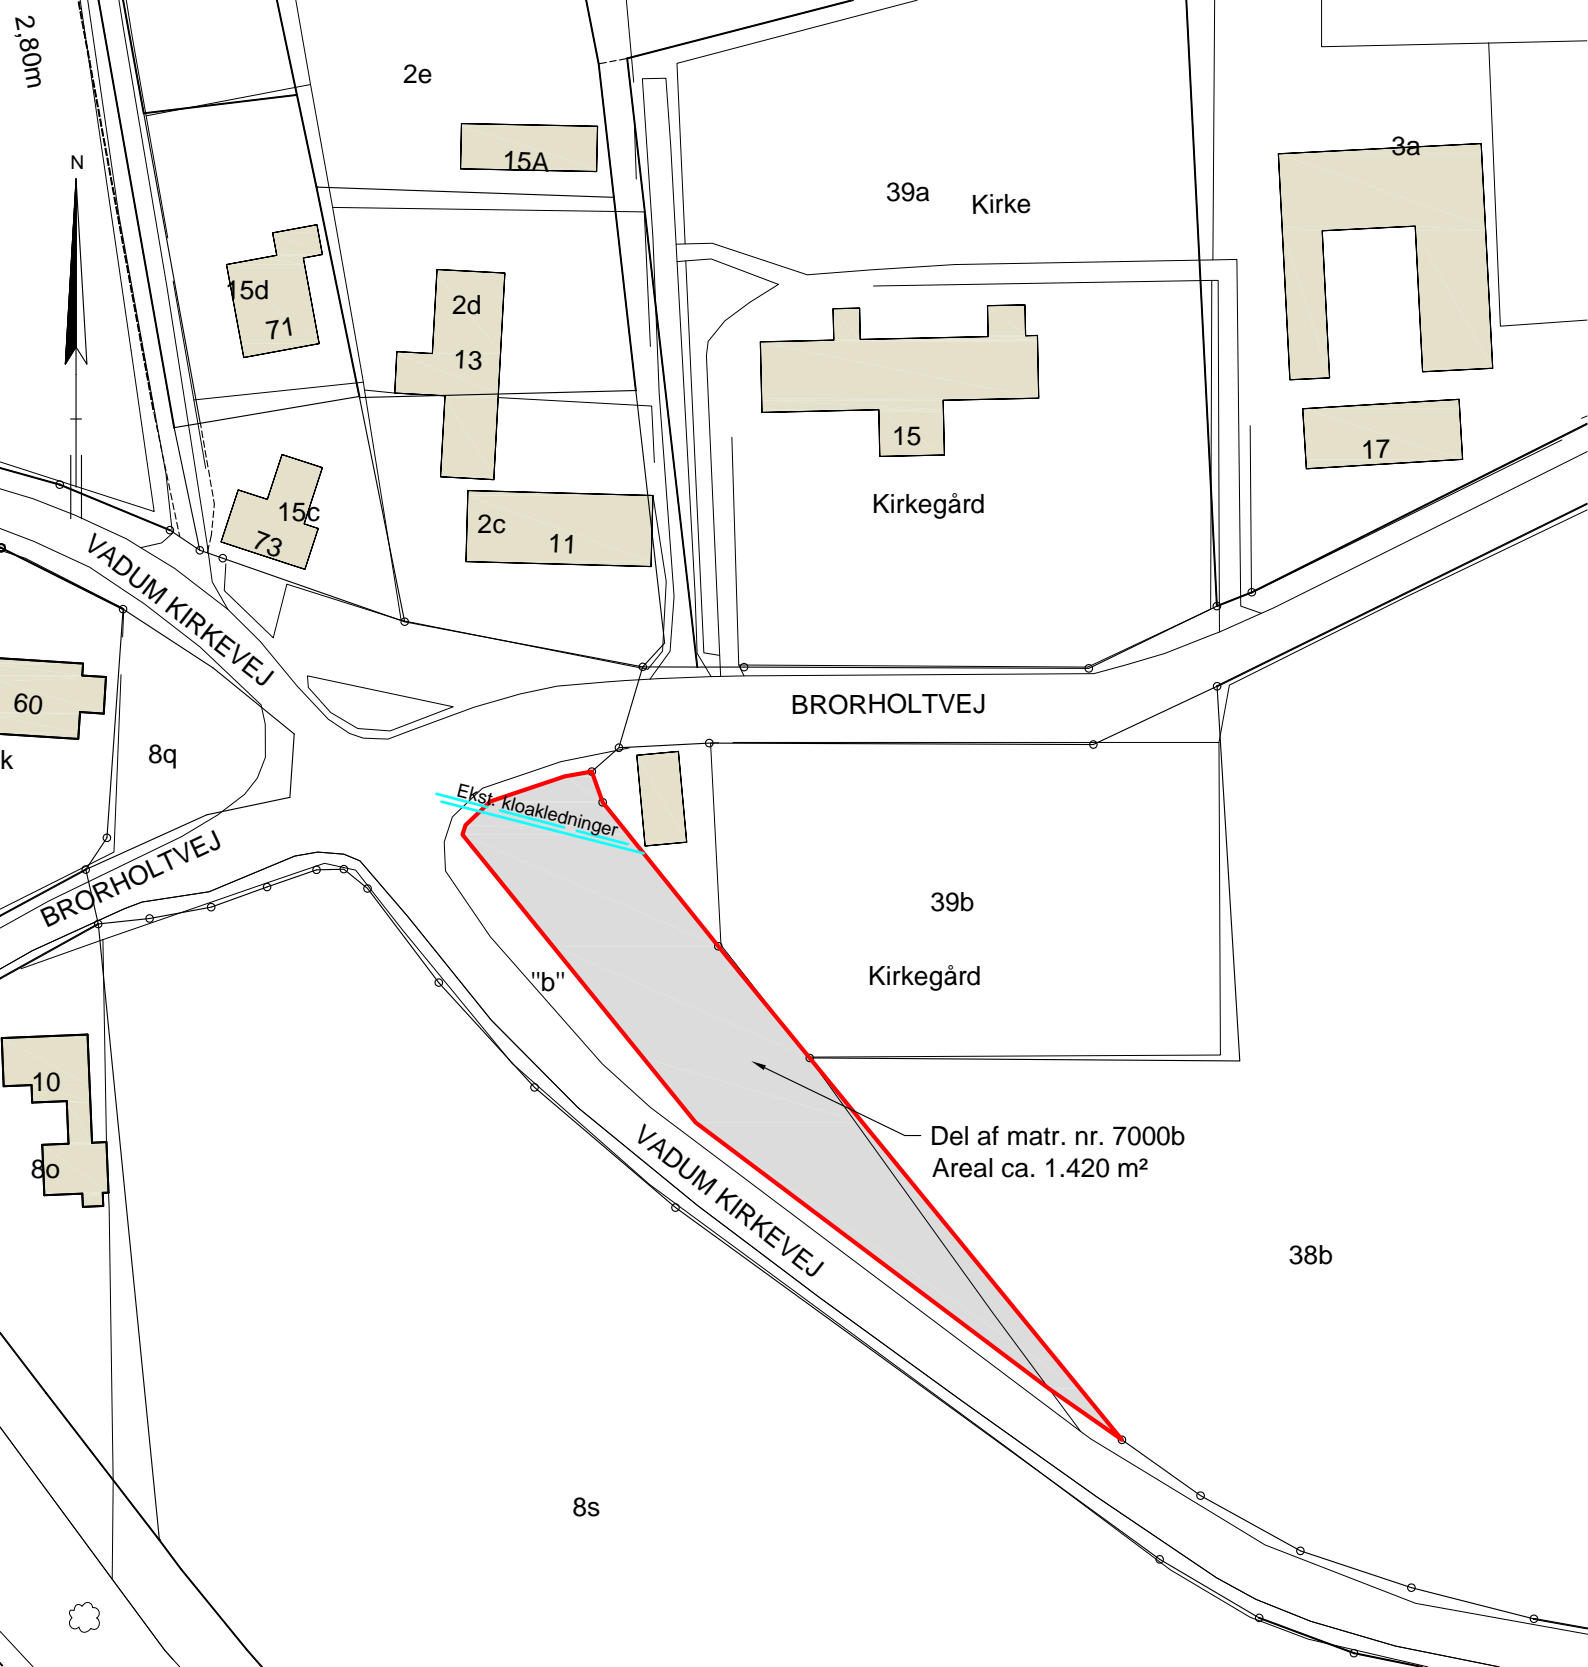 2,80m
2e
15A
N
39a
Kirke
3a
15d
71
2d
13
15
17
Kirkegård
15c
73
2c
11
VADUM KIRKEVEJ
60
k
8q
BRORHOLTVEJ
Ekst. kloakledninger
BRORHOLTVEJ
39b
Kirkegård
"b"
10
8o
Del af matr. nr. 7000b
Areal ca. 1.420 m²
VADUM KIRKEVEJ
38b
8s